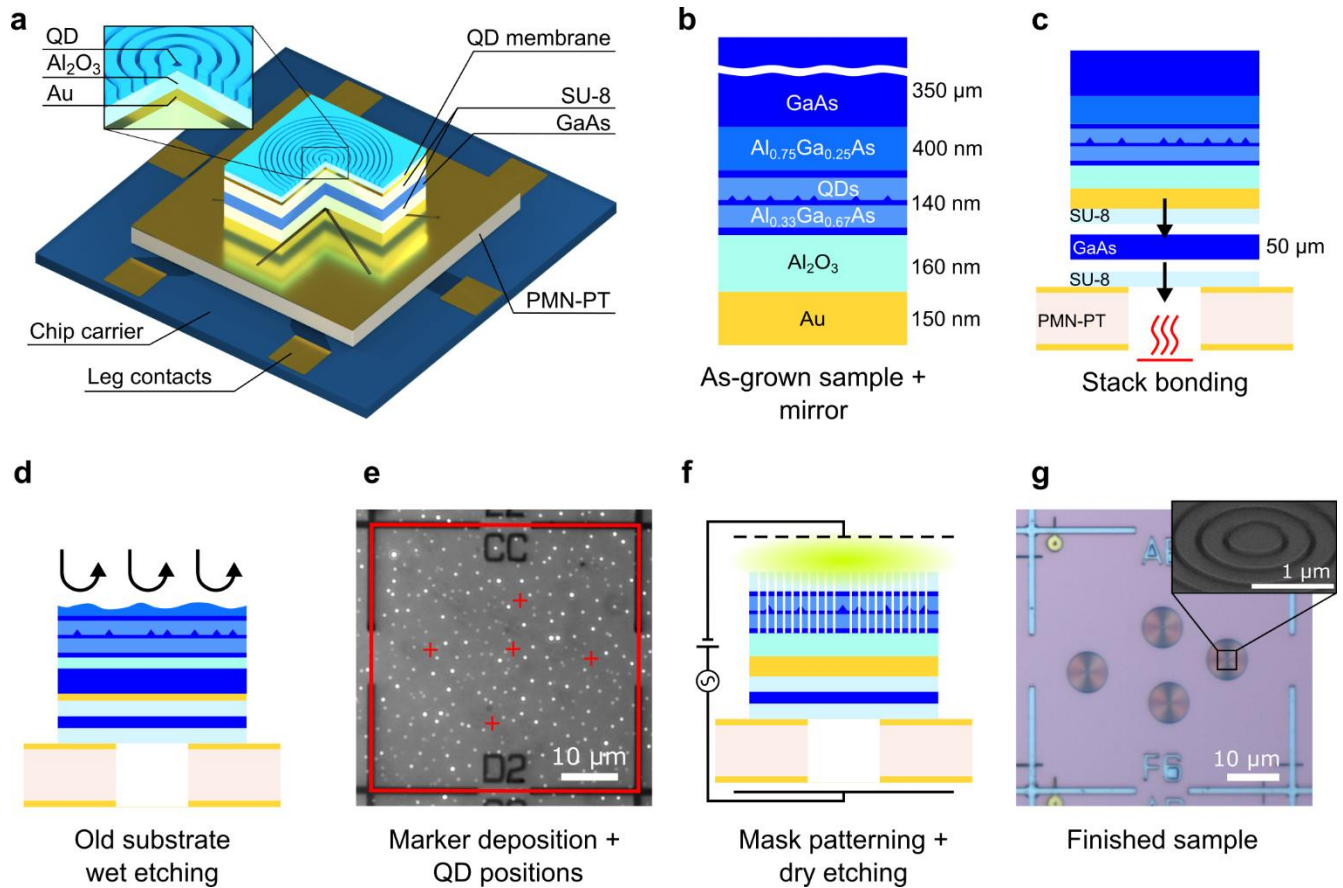 a
QD
Al₂O₃
Au
QD membrane
SU-8
GaAs
PMN-PT
Chip carrier
Leg contacts
b
GaAs
350 µm
Al₀.₇₅Ga₀.₂₅As
400 nm
QDs
140 nm
Al₀.₃₃Ga₀.₆₇As
Al₂O₃
160 nm
Au
150 nm
As-grown sample +
mirror
c
SU-8
GaAs
50 µm
SU-8
PMN-PT
Stack bonding
d
Old substrate
wet etching
e
CC
D2
10 µm
Marker deposition +
QD positions
f
Mask patterning +
dry etching
g
1 µm
F6
10 µm
Finished sample